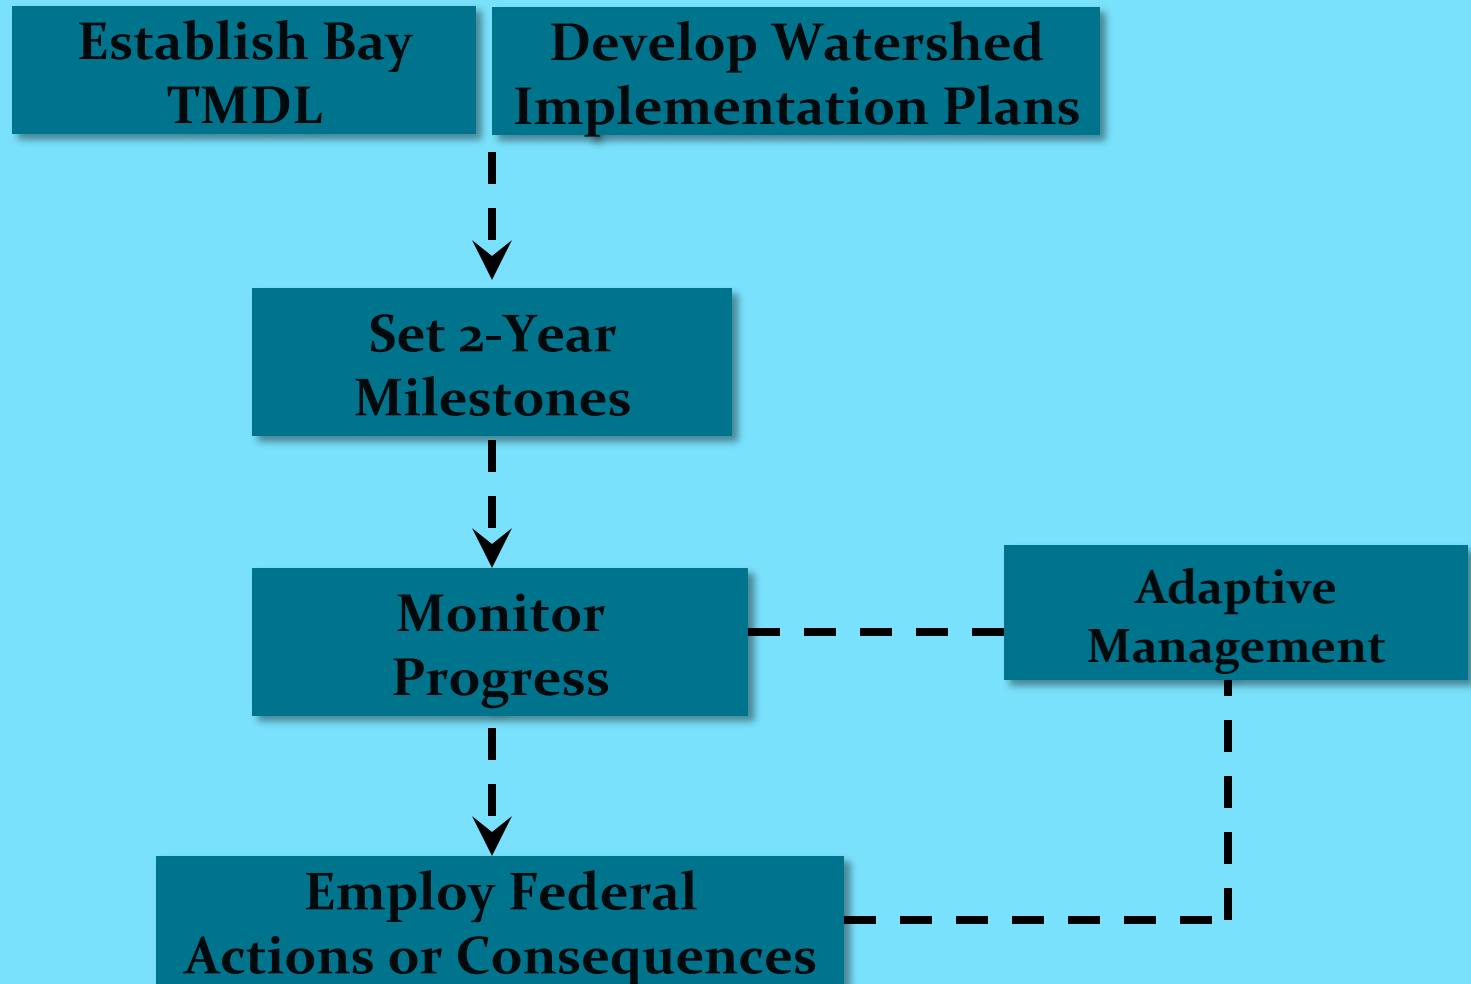 Establish Bay
TMDL
Develop Watershed
Implementation Plans
Set 2-Year
Milestones
Monitor
Progress
Adaptive
Management
Employ Federal
Actions or Consequences